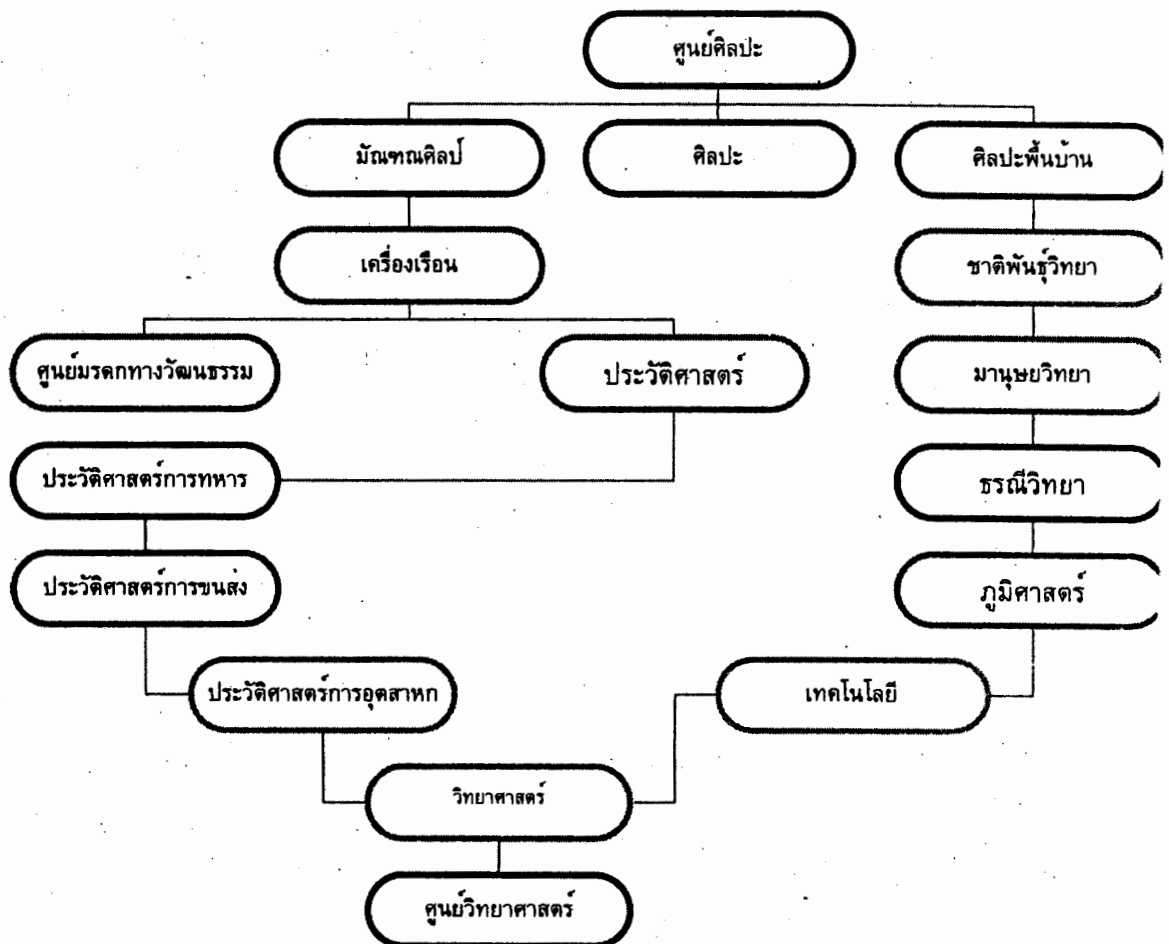 ศูนย์ศิลปะ
มัณฑณศิลป์
ศิลปะ
ศิลปะพื้นบ้าน
เครื่องเรือน
ชาติพันธุ์วิทยา
ศูนย์มรดกทางวัฒนธรรม
ประวัติศาสตร์
มานุษยวิทยา
ประวัติศาสตร์การทหาร
ธรณีวิทยา
ประวัติศาสตร์การขนส่ง
ภูมิศาสตร์
ประวัติศาสตร์การอุตสาหก
เทคโนโลยี
วิทยาศาสตร์
ศูนย์วิทยาศาสตร์